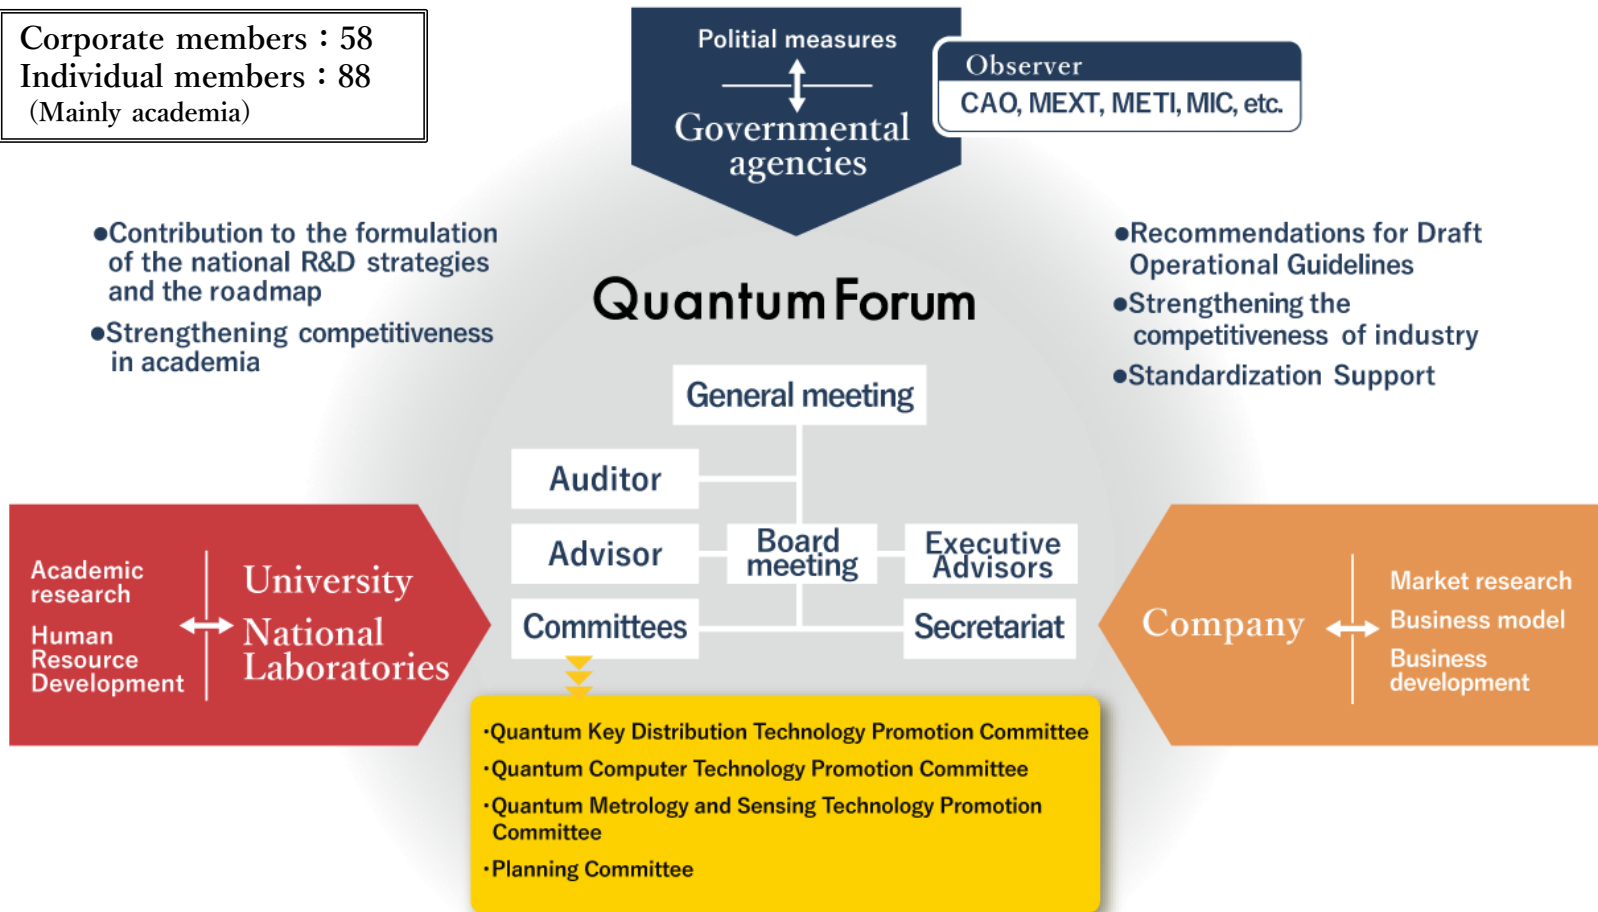 Corporate members：58
Individual members：88
（Mainly academia）
Politial measures
Governmental
agencies
Observer
CAO, MEXT, METI, MIC, etc.
●Contribution to the formulation
of the national R&D strategies
and the roadmap
●Strengthening competitiveness
in academia
●Recommendations for Draft
Operational Guidelines
●Strengthening the
competitiveness of industry
●Standardization Support
Quantum Forum
General meeting
Auditor
Advisor
Board
meeting
Executive
Advisors
Committees
Secretariat
Academic
research
Human
Resource
Development
University
National
Laboratories
Company
Market research
Business model
Business
development
・Quantum Key Distribution Technology Promotion Committee
・Quantum Computer Technology Promotion Committee
・Quantum Metrology and Sensing Technology Promotion
Committee
・Planning Committee